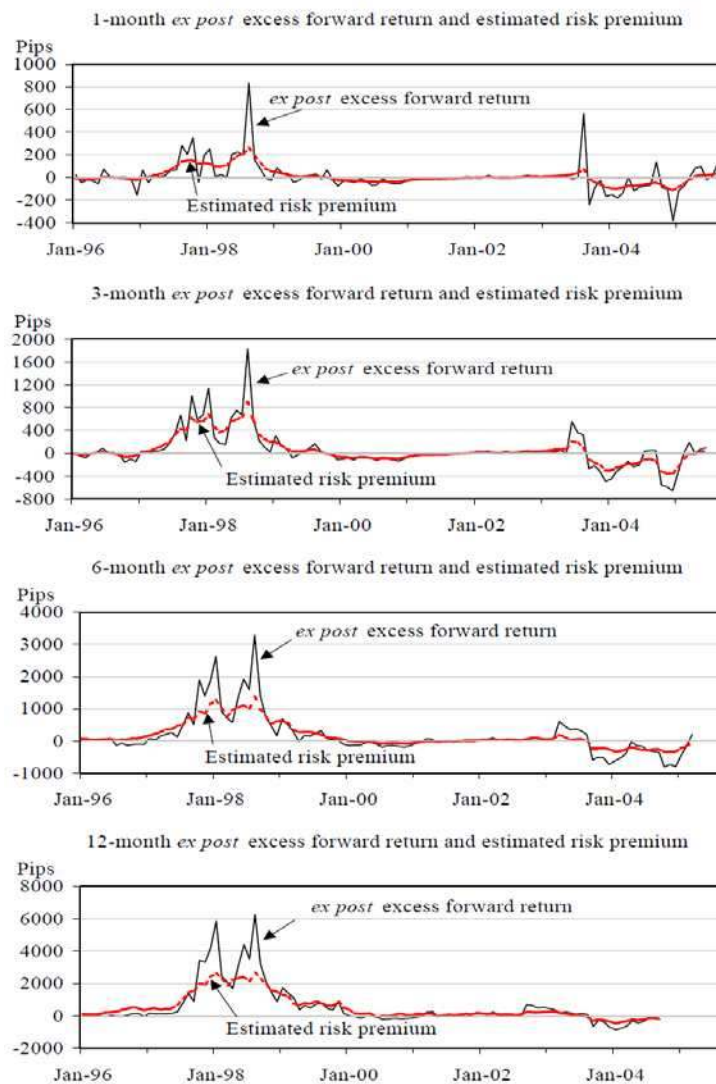 1-month ex post excess forward return and estimated risk premium
Pips
1000
800
600
400
200
0
-200
-400
ex post excess forward return
Estimated risk premium
Jan-96 Jan-98 Jan-00 Jan-02 Jan-04
3-month ex post excess forward return and estimated risk premium
Pips
2000
1600
1200
800
400
0
-400
-800
ex post excess forward return
Estimated risk premium
Jan-96 Jan-98 Jan-00 Jan-02 Jan-04
6-month ex post excess forward return and estimated risk premium
Pips
4000
3000
2000
1000
0
-1000
ex post excess forward return
Estimated risk premium
Jan-96 Jan-98 Jan-00 Jan-02 Jan-04
12-month ex post excess forward return and estimated risk premium
Pips
8000
6000
4000
2000
0
-2000
ex post excess forward return
Estimated risk premium
Jan-96 Jan-98 Jan-00 Jan-02 Jan-04